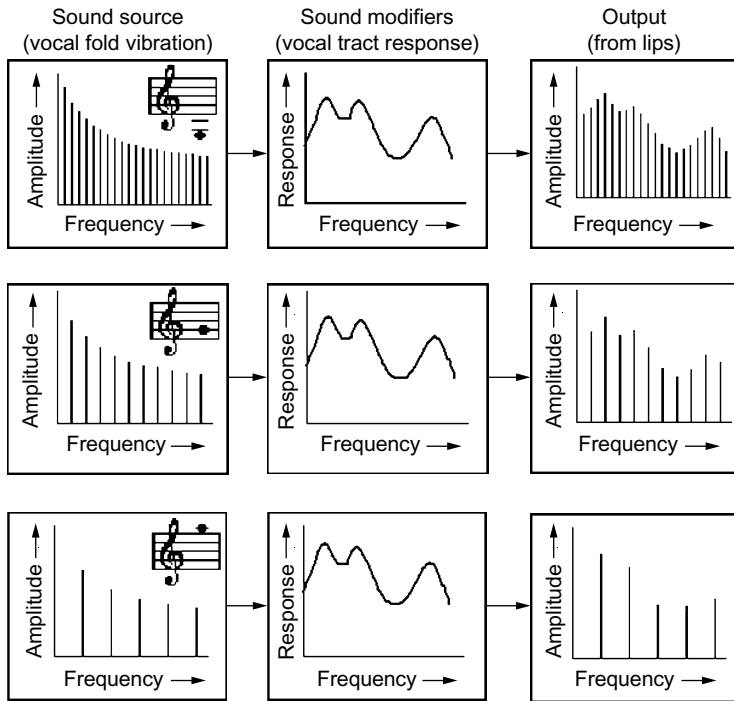 Sound source
(vocal fold vibration)
Sound modifiers
(vocal tract response)
Output
(from lips)
Amplitude
Frequency
Response
Frequency
Amplitude
Frequency
Amplitude
Frequency
Response
Frequency
Amplitude
Frequency
Amplitude
Frequency
Response
Frequency
Amplitude
Frequency